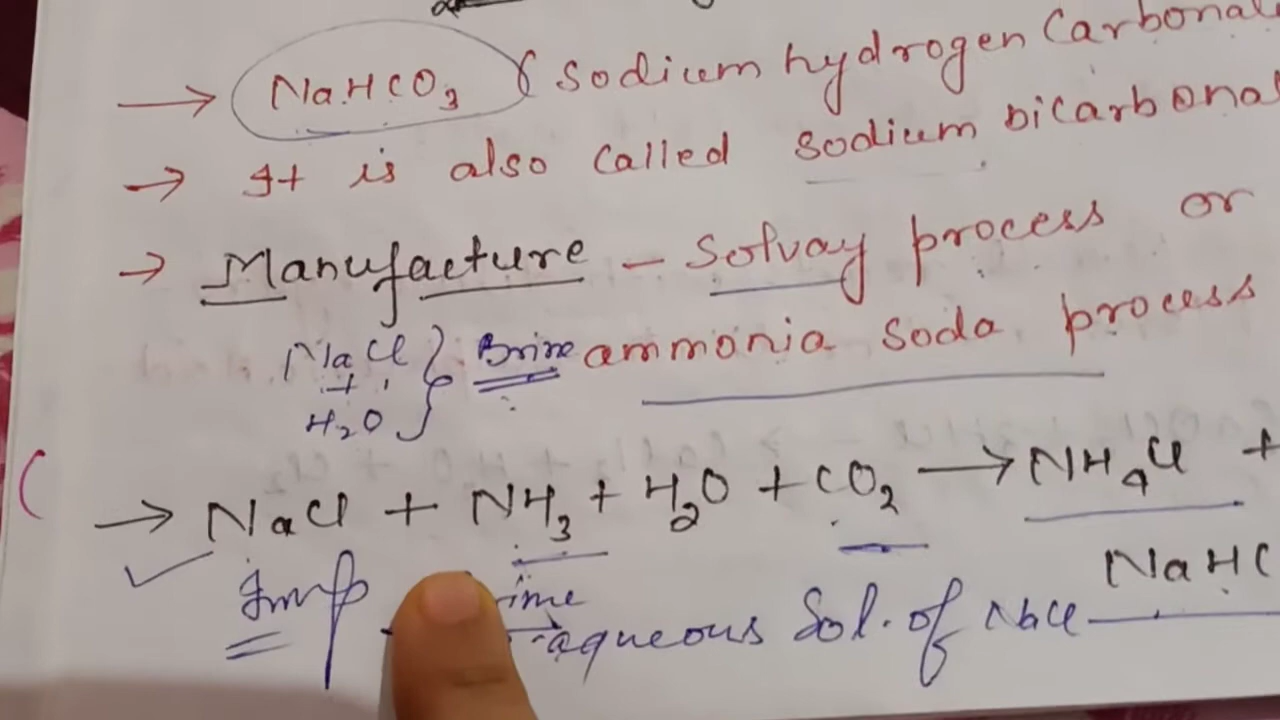 → NaHCO₃ (Sodium hydrogen Carbonat
→ It is also called sodium bicarbonat
→ Manufacture – Solvay process or
NaCl + H₂O } Brine ammonia soda process
→ NaCl + NH₃ + H₂O + CO₂ → NH₄Cl +
NaHC
Imp
aqueous Sol. of NaCl